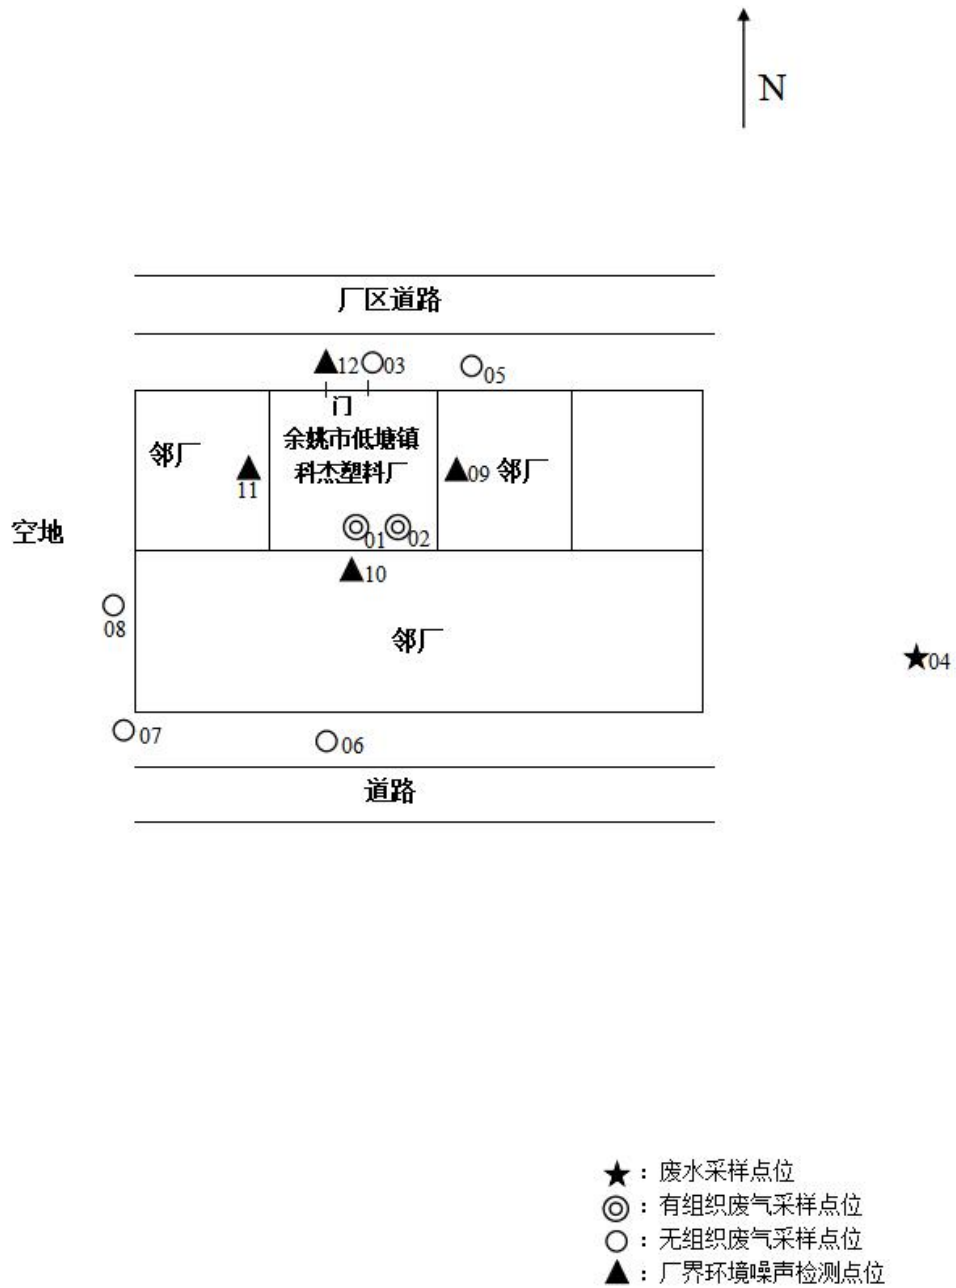 N
厂区道路
12 03 05
门
余姚市低塘镇
科杰塑料厂
邻厂
11
09 邻厂
空地
01 02
10
08
邻厂
04
07
06
道路
★：废水采样点位
◎：有组织废气采样点位
○：无组织废气采样点位
▲：厂界环境噪声检测点位